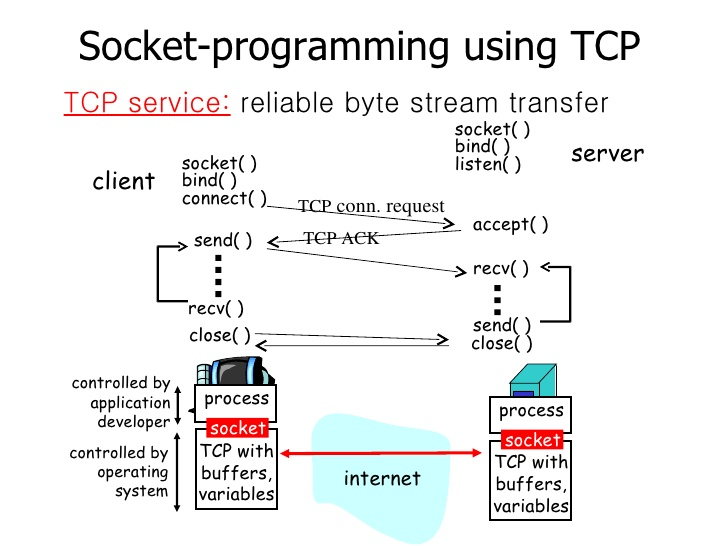 Socket-programming using TCP
TCP service: reliable byte stream transfer
client
socket( )
bind( )
connect( )
send( )
recv( )
close( )
TCP conn. request
TCP ACK
socket( )
bind( )
listen( )
server
accept( )
recv( )
send( )
close( )
controlled by
application
developer
controlled by
operating
system
process
socket
TCP with
buffers,
variables
internet
process
socket
TCP with
buffers,
variables